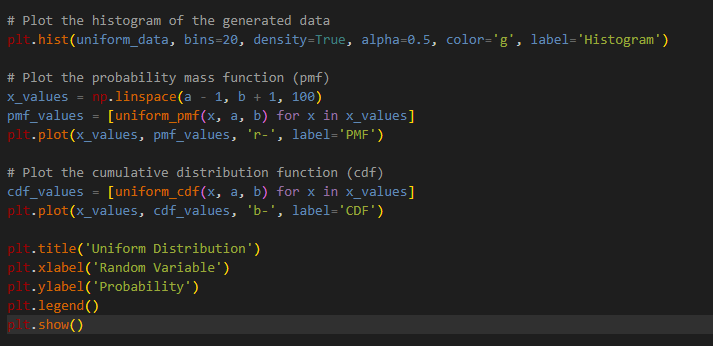 # Plot the histogram of the generated data
plt.hist(uniform_data, bins=20, density=True, alpha=0.5, color='g', label='Histogram')
# Plot the probability mass function (pmf)
x_values = np.linspace(a - 1, b + 1, 100)
pmf_values = [uniform_pmf(x, a, b) for x in x_values]
plt.plot(x_values, pmf_values, 'r-', label='PMF')
# Plot the cumulative distribution function (cdf)
cdf_values = [uniform_cdf(x, a, b) for x in x_values]
plt.plot(x_values, cdf_values, 'b-', label='CDF')
plt.title('Uniform Distribution')
plt.xlabel('Random Variable')
plt.ylabel('Probability')
plt.legend()
plt.show()